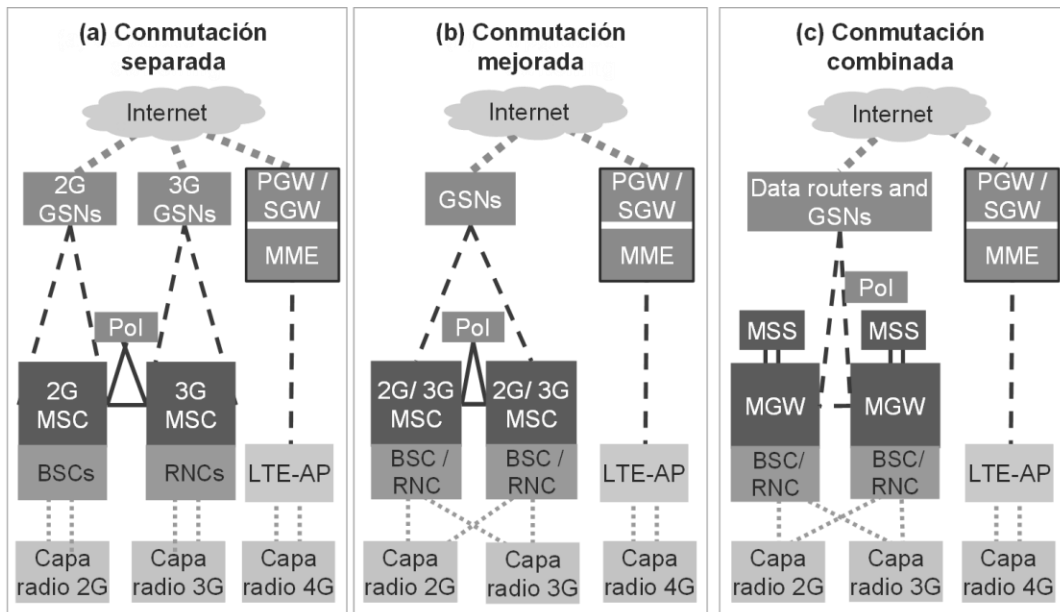 (a) Conmutación
separada
Internet
2G
GSNs
3G
GSNs
PGW /
SGW
MME
PoI
2G
MSC
3G
MSC
BSCs
RNCs
LTE-AP
Capa
radio 2G
Capa
radio 3G
Capa
radio 4G
(b) Conmutación
mejorada
Internet
GSNs
PGW /
SGW
MME
PoI
2G/ 3G
MSC
2G/ 3G
MSC
BSC /
RNC
BSC /
RNC
LTE-AP
Capa
radio 2G
Capa
radio 3G
Capa
radio 4G
(c) Conmutación
combinada
Internet
Data routers and
GSNs
PGW /
SGW
MME
PoI
MSS
MSS
MGW
MGW
BSC/
RNC
BSC/
RNC
LTE-AP
Capa
radio 2G
Capa
radio 3G
Capa
radio 4G